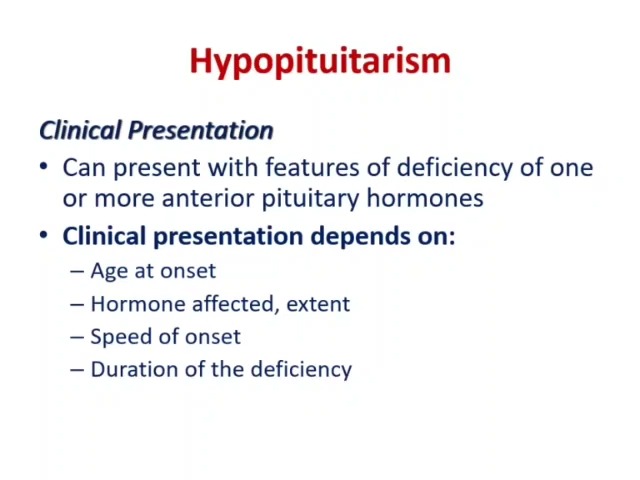 Hypopituitarism
Clinical Presentation
• Can present with features of deficiency of one
or more anterior pituitary hormones
• Clinical presentation depends on:
– Age at onset
– Hormone affected, extent
– Speed of onset
– Duration of the deficiency